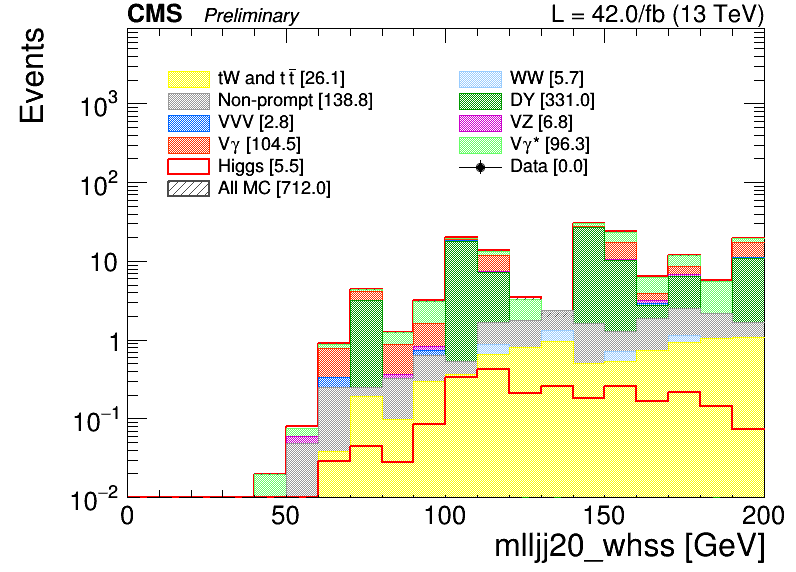 CMS Preliminary L = 42.0/fb (13 TeV)
Events
tW and t t̄ [26.1] WW [5.7]
Non-prompt [138.8] DY [331.0]
VVV [2.8] VZ [6.8]
Vγ [104.5] Vγ* [96.3]
Higgs [5.5] Data [0.0]
All MC [712.0]
10³
10²
10
1
10⁻¹
10⁻²
0 50 100 150 200
mlljj20_whss [GeV]